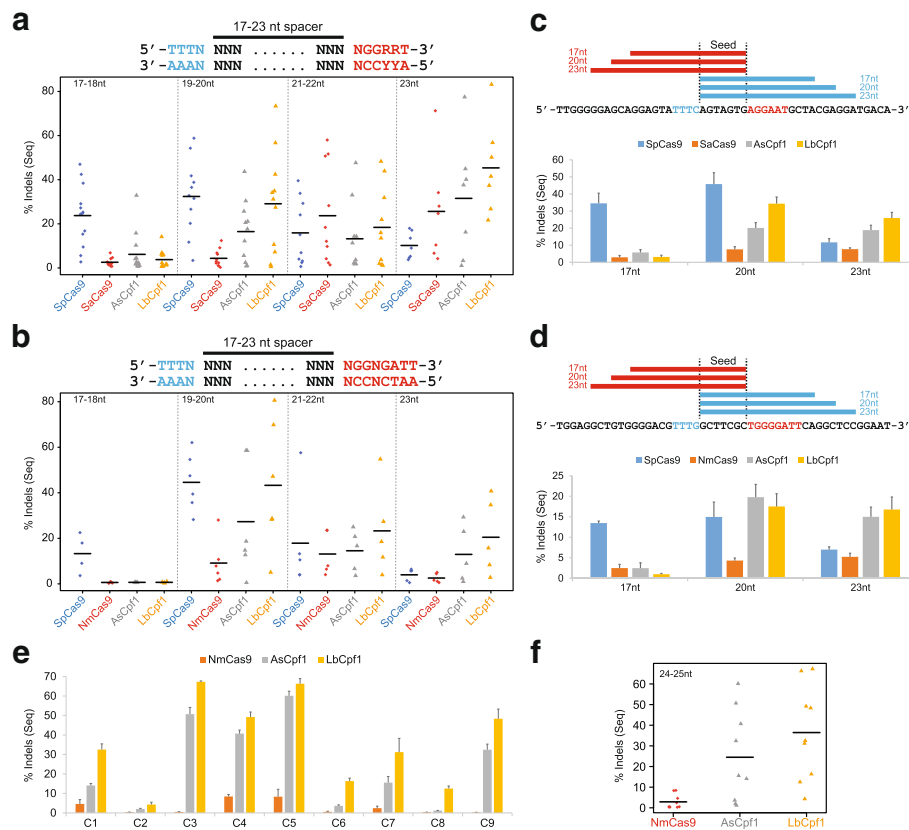 a
17-23 nt spacer
5’-TTTN NNN ...... NNN NGGRRT-3’
3’-AAAN NNN ...... NNN NCCYYA-5’
17-18nt 19-20nt 21-22nt 23nt
% Indels (Seq)
80
60
40
20
0
SpCas9 SaCas9 AsCpf1 LbCpf1 SpCas9 SaCas9 AsCpf1 LbCpf1 SpCas9 SaCas9 AsCpf1 LbCpf1 SpCas9 SaCas9 AsCpf1 LbCpf1
b
17-23 nt spacer
5’-TTTN NNN ...... NNN NGGNGATT-3’
3’-AAAN NNN ...... NNN NCCNCTAA-5’
17-18nt 19-20nt 21-22nt 23nt
% Indels (Seq)
80
60
40
20
0
SpCas9 NmCas9 AsCpf1 LbCpf1 SpCas9 NmCas9 AsCpf1 LbCpf1 SpCas9 NmCas9 AsCpf1 LbCpf1 SpCas9 NmCas9 AsCpf1 LbCpf1
c
Seed
17nt
20nt
23nt
17nt
20nt
23nt
5’-TTGGGGGAGCAGGAGTATTTCAGTAGTGAGGAATGCTACGAGGATGACA-3’
SpCas9 SaCas9 AsCpf1 LbCpf1
% Indels (Seq)
50
40
30
20
10
0
17nt 20nt 23nt
d
Seed
17nt
20nt
23nt
17nt
20nt
23nt
5’-TGGAGGCTGTGGGGACGTTTGGCTTCGCTGGGGATTCAGGCTCCGGAAT-3’
SpCas9 NmCas9 AsCpf1 LbCpf1
% Indels (Seq)
25
20
15
10
5
0
17nt 20nt 23nt
e
NmCas9 AsCpf1 LbCpf1
% Indels (Seq)
70
60
50
40
30
20
10
0
C1 C2 C3 C4 C5 C6 C7 C8 C9
f
24-25nt
% Indels (Seq)
60
50
40
30
20
10
0
NmCas9 AsCpf1 LbCpf1